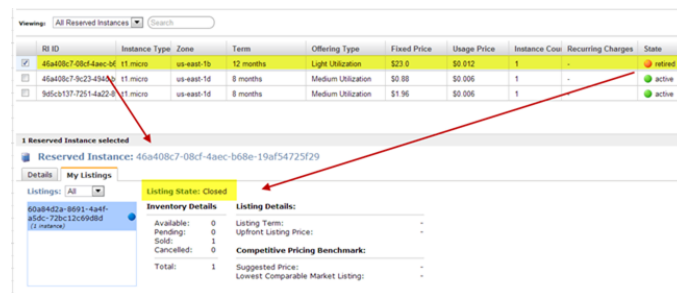 Viewing: All Reserved Instances Search
RI ID Instance Type Zone Term Offering Type Fixed Price Usage Price Instance Cou Recurring Charges State
46a408c7-08cf-4aec-b6 t1.micro us-east-1b 12 months Light Utilization $23.0 $0.012 1 - retired
46a408c7-9c23-494 b t1.micro us-east-1d 8 months Medium Utilization $0.88 $0.006 1 - active
9d5cb137-7251-4a22-8 t1.micro us-east-1d 8 months Medium Utilization $1.96 $0.006 1 - active
1 Reserved Instance selected
Reserved Instance: 46a408c7-08cf-4aec-b68e-19af54725f29
Details My Listings
Listings: All Listing State: Closed
60a84d2a-8691-4a4f- Inventory Details Listing Details:
a5dc-72bc12c69d8d
(1 instance)
Available: 0 Listing Term: -
Pending: 0 Upfront Listing Price: -
Sold: 1
Cancelled: 0 Competitive Pricing Benchmark:
Total: 1 Suggested Price: -
Lowest Comparable Market Listing: -